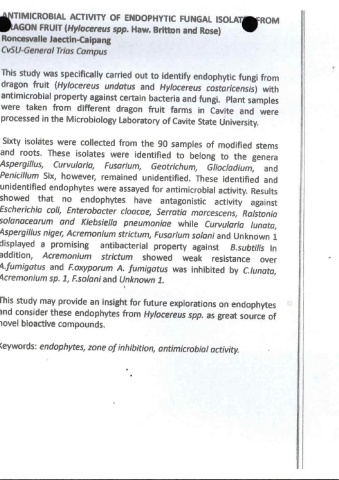 ANTIMICROBIAL ACTIVITY OF ENDOPHYTIC FUNGAL ISOLAT FROM
AGON FRUIT (Hylocereus spp. Haw. Britton and Rose)
Roncesvalle Jaectin-Caipang
CvSU-General Trias Campus
This study was specifically carried out to identify endophytic fungi from
dragon fruit (Hylocereus undatus and Hylocereus costaricensis) with
antimicrobial property against certain bacteria and fungi. Plant samples
were taken from different dragon fruit farms in Cavite and were
processed in the Microbiology Laboratory of Cavite State University.
Sixty isolates were collected from the 90 samples of modified stems
and roots. These isolates were identified to belong to the genera
Aspergillus, Curvularia, Fusarium, Geotrichum, Gliocladium, and
Penicillum Six, however, remained unidentified. These identified and
unidentified endophytes were assayed for antimicrobial activity. Results
showed that no endophytes have antagonistic activity against
Escherichia coli, Enterobacter cloacae, Serratia marcescens, Ralstonia
solanacearum and Klebsiella pneumoniae while Curvularia lunata,
Aspergillus niger, Acremonium strictum, Fusarium solani and Unknown 1
displayed a promising antibacterial property against B.subtilis In
addition, Acremonium strictum showed weak resistance over
A.fumigatus and F.oxyporum A. fumigatus was inhibited by C.lunata,
Acremonium sp. 1, F.solani and Unknown 1.
This study may provide an insight for future explorations on endophytes
and consider these endophytes from Hylocereus spp. as great source of
novel bioactive compounds.
Keywords: endophytes, zone of inhibition, antimicrobial activity.